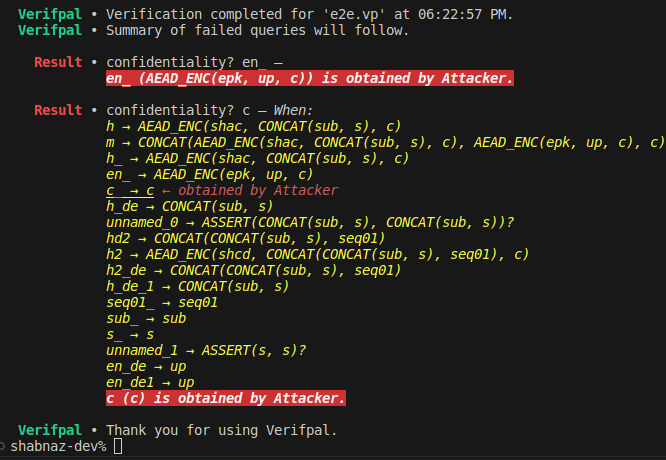 Verifpal • Verification completed for 'e2e.vp' at 06:22:57 PM.
Verifpal • Summary of failed queries will follow.
Result • confidentiality? en_ —
en_ (AEAD_ENC(epk, up, c)) is obtained by Attacker.
Result • confidentiality? c — When:
h → AEAD_ENC(shac, CONCAT(sub, s), c)
m → CONCAT(AEAD_ENC(shac, CONCAT(sub, s), c), AEAD_ENC(epk, up, c), c)
h_ → AEAD_ENC(shac, CONCAT(sub, s), c)
en_ → AEAD_ENC(epk, up, c)
c_ → c ← obtained by Attacker
h_de → CONCAT(sub, s)
unnamed_0 → ASSERT(CONCAT(sub, s), CONCAT(sub, s))?
hd2 → CONCAT(CONCAT(sub, s), seq01)
h2 → AEAD_ENC(shcd, CONCAT(CONCAT(sub, s), seq01), c)
h2_de → CONCAT(CONCAT(sub, s), seq01)
h_de_1 → CONCAT(sub, s)
seq01_ → seq01
sub_ → sub
s_ → s
unnamed_1 → ASSERT(s, s)?
en_de → up
en_de1 → up
c (c) is obtained by Attacker.
Verifpal • Thank you for using Verifpal.
shabnaz-dev%